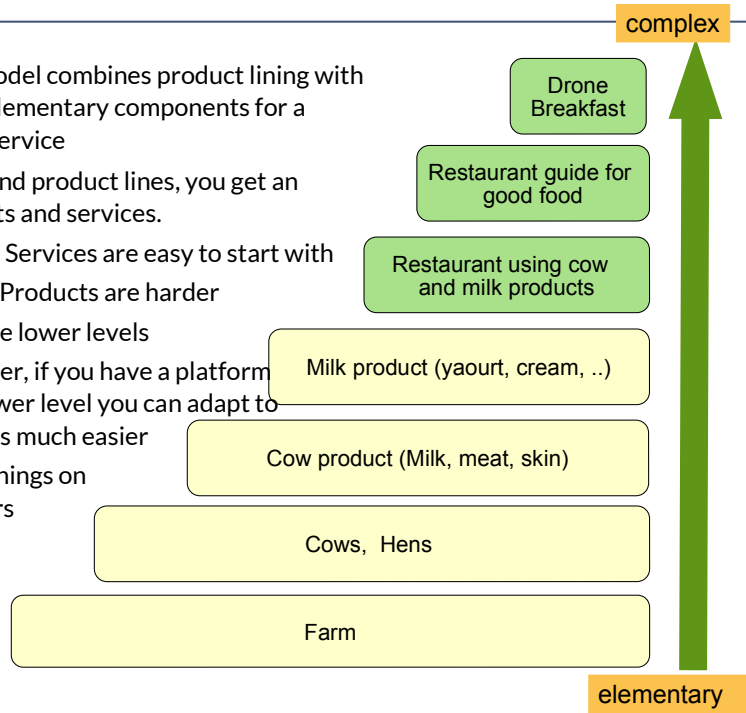 complex
odel combines product lining with
lementary components for a
ervice
nd product lines, you get an
ts and services.
Services are easy to start with
Products are harder
e lower levels
er, if you have a platform
wer level you can adapt to
s much easier
nings on
rs
Drone
Breakfast
Restaurant guide for
good food
Restaurant using cow
and milk products
Milk product (yaourt, cream, ..)
Cow product (Milk, meat, skin)
Cows, Hens
Farm
elementary